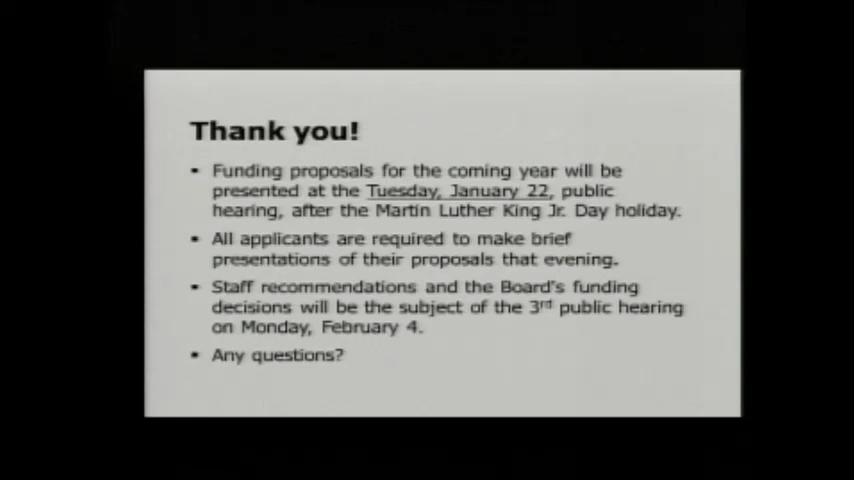 Thank you!
• Funding proposals for the coming year will be
presented at the Tuesday, January 22, public
hearing, after the Martin Luther King Jr. Day holiday.
• All applicants are required to make brief
presentations of their proposals that evening.
• Staff recommendations and the Board's funding
decisions will be the subject of the 3rd public hearing
on Monday, February 4.
• Any questions?